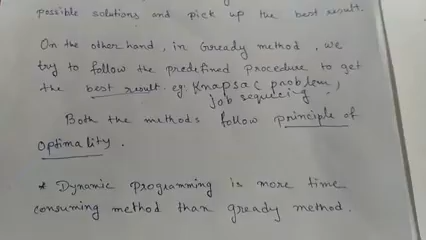 possible solutions and pick up the best result.
On the other hand, in Gready method, we
try to follow the predefined procedure to get
the best result. eg: Knapsac problem,
job sequecing
Both the methods follow principle of
optimality.
* Dynamic programming is more time
consuming method than gready method.